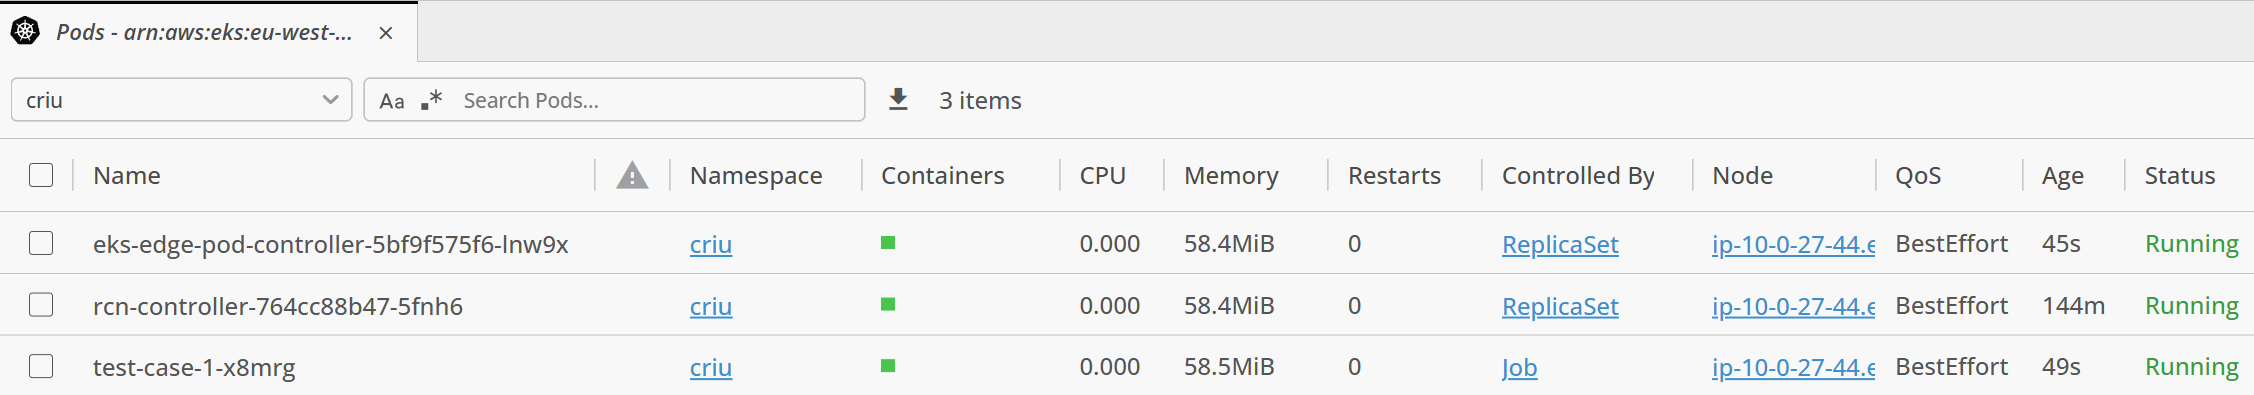 Pods - arn:aws:eks:eu-west-...
criu Aa .* Search Pods... 3 items
Name Namespace Containers CPU Memory Restarts Controlled By Node QoS Age Status
eks-edge-pod-controller-5bf9f575f6-lnw9x criu 0.000 58.4MiB 0 ReplicaSet ip-10-0-27-44.e BestEffort 45s Running
rcn-controller-764cc88b47-5fnh6 criu 0.000 58.4MiB 0 ReplicaSet ip-10-0-27-44.e BestEffort 144m Running
test-case-1-x8mrg criu 0.000 58.5MiB 0 Job ip-10-0-27-44.e BestEffort 49s Running